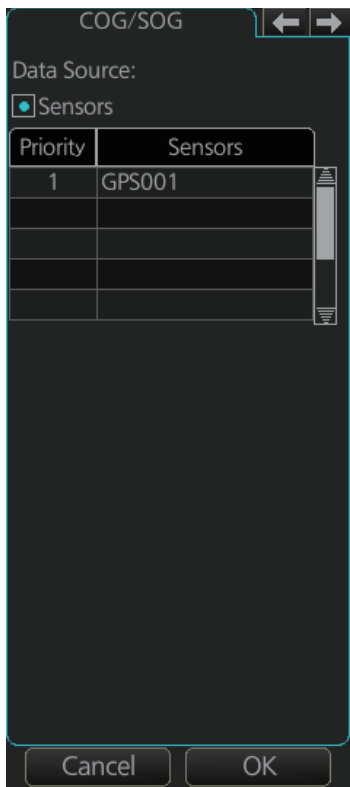 COG/SOG
Data Source:
Sensors
Priority Sensors
1 GPS001
Cancel OK